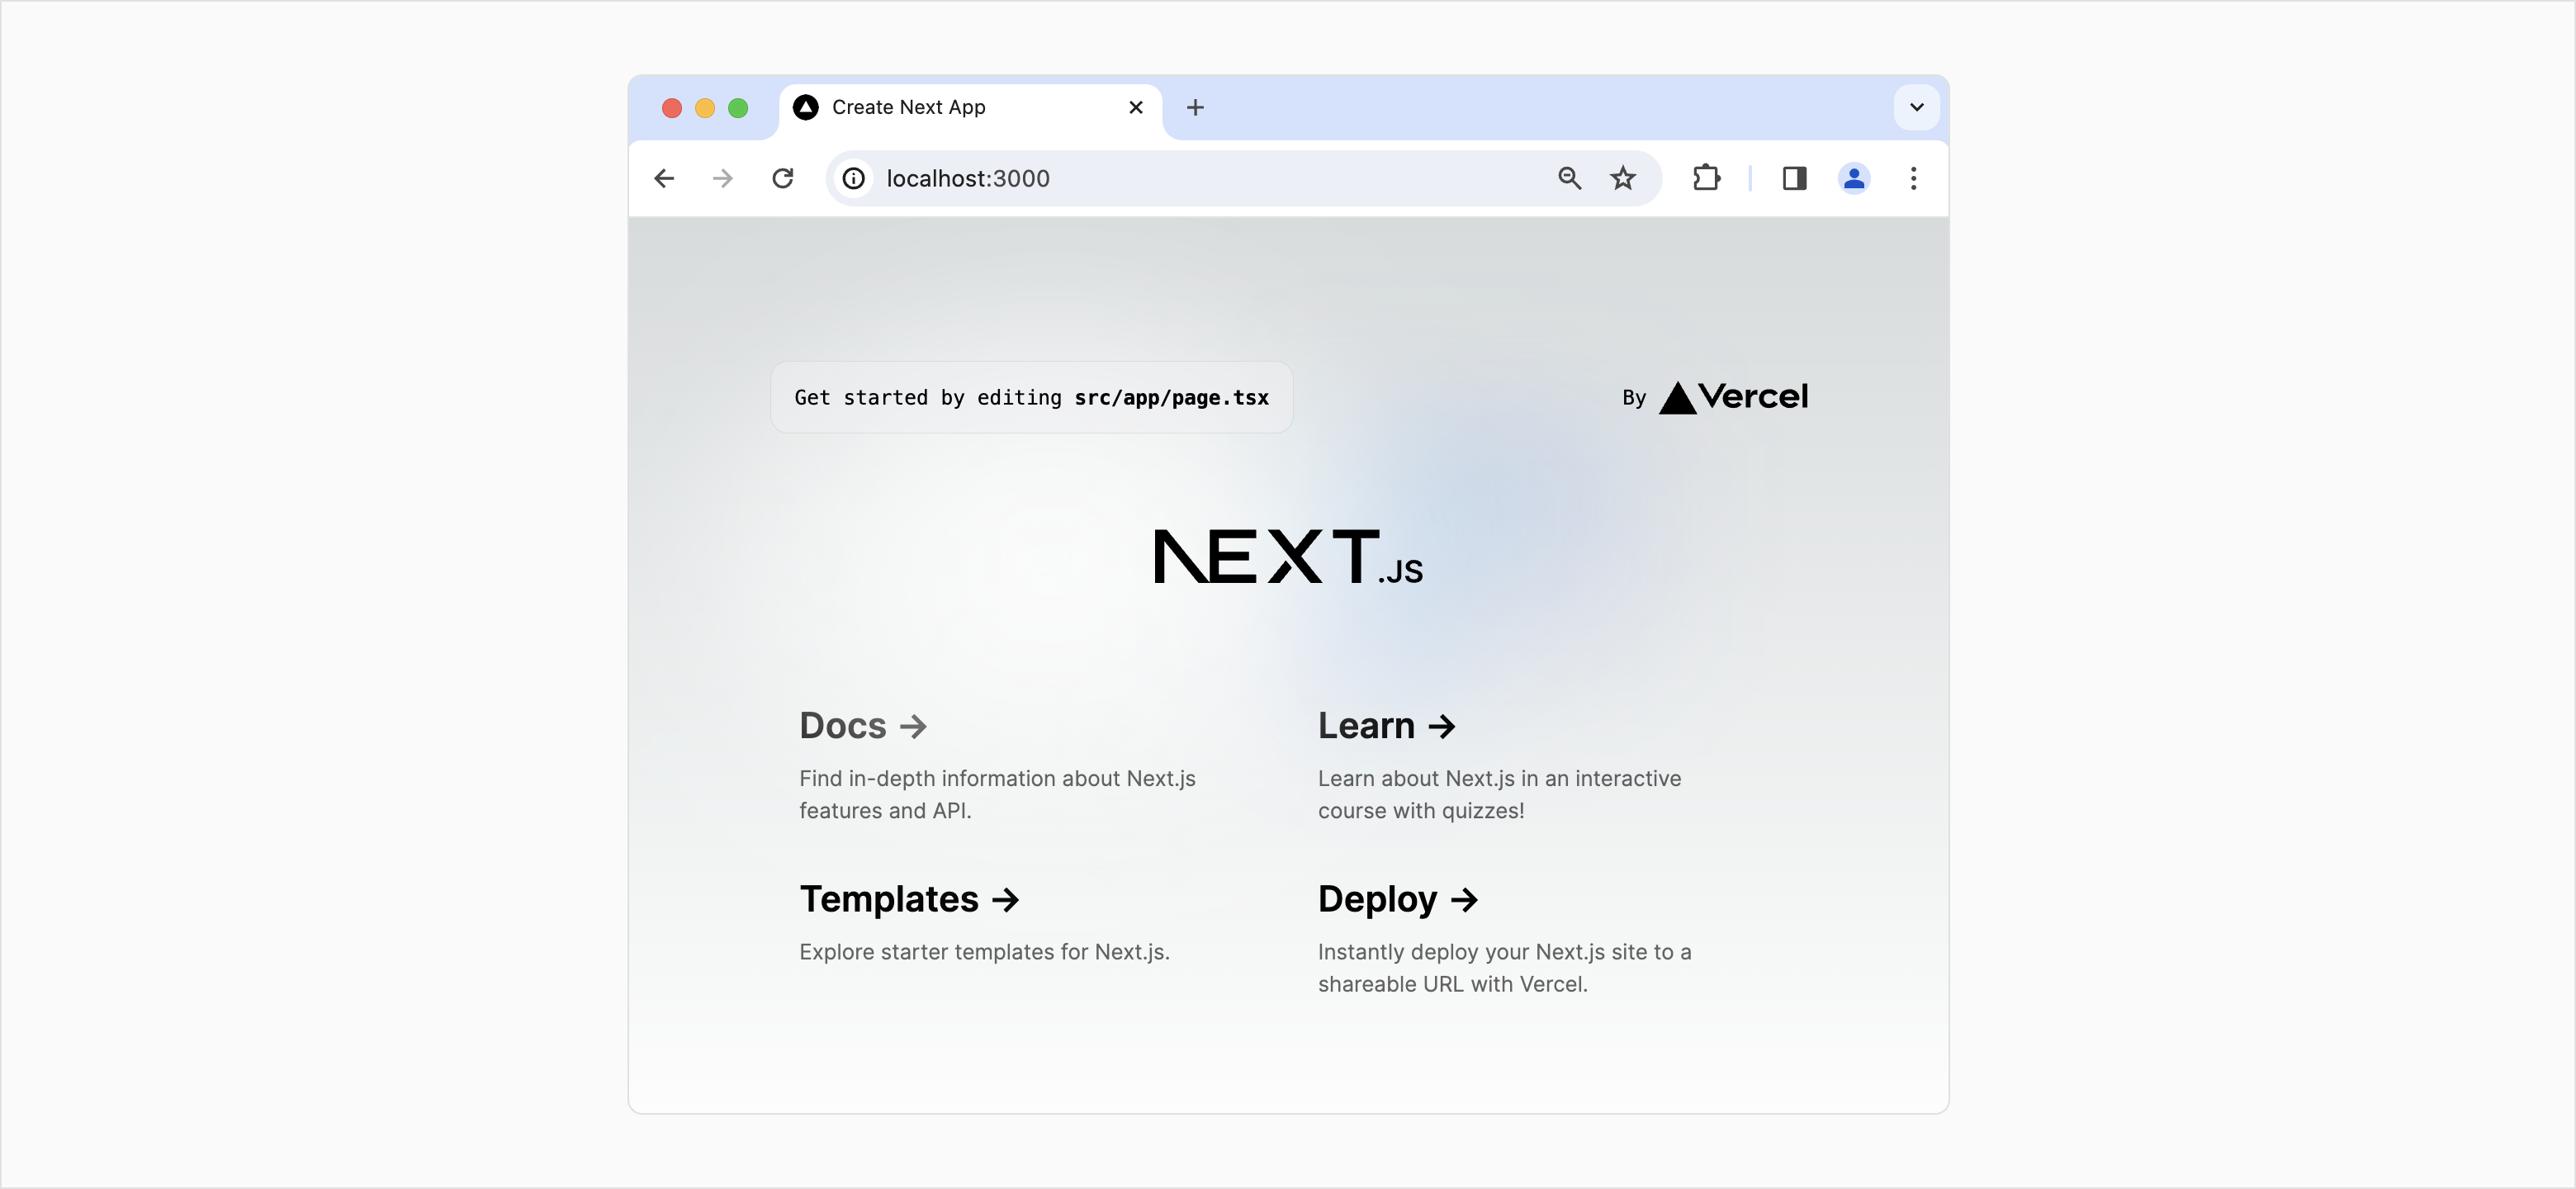 Create Next App
localhost:3000
Get started by editing src/app/page.tsx
By Vercel
NEXT.JS
Docs →
Find in-depth information about Next.js
features and API.
Learn →
Learn about Next.js in an interactive
course with quizzes!
Templates →
Explore starter templates for Next.js.
Deploy →
Instantly deploy your Next.js site to a
shareable URL with Vercel.